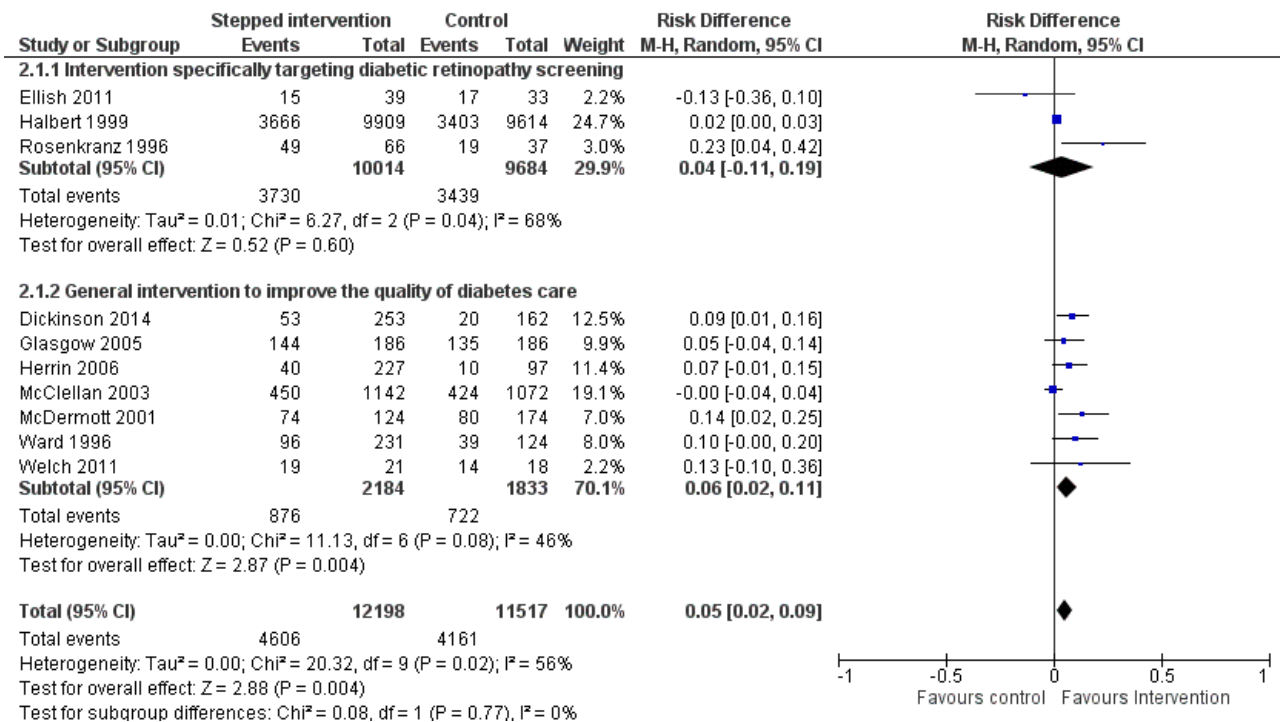 Stepped intervention Control Risk Difference Risk Difference
Study or Subgroup Events Total Events Total Weight M-H, Random, 95% CI M-H, Random, 95% CI
2.1.1 Intervention specifically targeting diabetic retinopathy screening
Ellish 2011 15 39 17 33 2.2% -0.13 [-0.36, 0.10]
Halbert 1999 3666 9909 3403 9614 24.7% 0.02 [0.00, 0.03]
Rosenkranz 1996 49 66 19 37 3.0% 0.23 [0.04, 0.42]
Subtotal (95% CI) 10014 9684 29.9% 0.04 [-0.11, 0.19]
Total events 3730 3439
Heterogeneity: Tau² = 0.01; Chi² = 6.27, df = 2 (P = 0.04); I² = 68%
Test for overall effect: Z = 0.52 (P = 0.60)
2.1.2 General intervention to improve the quality of diabetes care
Dickinson 2014 53 253 20 162 12.5% 0.09 [0.01, 0.16]
Glasgow 2005 144 186 135 186 9.9% 0.05 [-0.04, 0.14]
Herrin 2006 40 227 10 97 11.4% 0.07 [-0.01, 0.15]
McClellan 2003 450 1142 424 1072 19.1% -0.00 [-0.04, 0.04]
McDermott 2001 74 124 80 174 7.0% 0.14 [0.02, 0.25]
Ward 1996 96 231 39 124 8.0% 0.10 [-0.00, 0.20]
Welch 2011 19 21 14 18 2.2% 0.13 [-0.10, 0.36]
Subtotal (95% CI) 2184 1833 70.1% 0.06 [0.02, 0.11]
Total events 876 722
Heterogeneity: Tau² = 0.00; Chi² = 11.13, df = 6 (P = 0.08); I² = 46%
Test for overall effect: Z = 2.87 (P = 0.004)
Total (95% CI) 12198 11517 100.0% 0.05 [0.02, 0.09]
Total events 4606 4161
Heterogeneity: Tau² = 0.00; Chi² = 20.32, df = 9 (P = 0.02); I² = 56%
Test for overall effect: Z = 2.88 (P = 0.004)
Test for subgroup differences: Chi² = 0.08, df = 1 (P = 0.77), I² = 0%
-1 -0.5 0 0.5 1
Favours control Favours Intervention